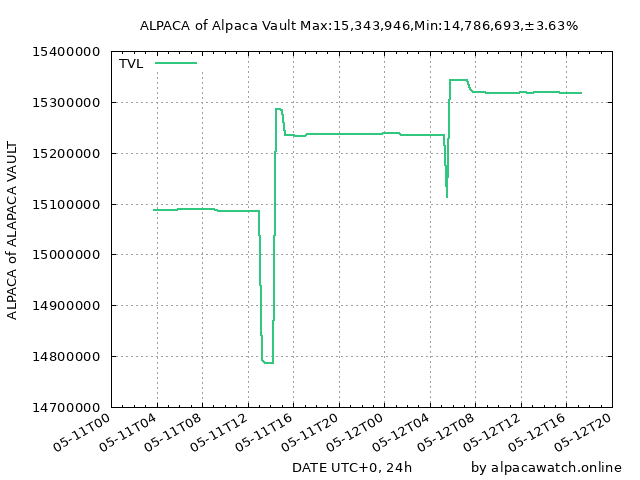 ALPACA of Alpaca Vault Max:15,343,946,Min:14,786,693,±3.63%
15400000
TVL
15300000
15200000
15100000
15000000
14900000
14800000
14700000
ALPACA of ALAPACA VAULT
05-11T00
05-11T04
05-11T08
05-11T12
05-11T16
05-11T20
05-12T00
05-12T04
05-12T08
05-12T12
05-12T16
05-12T20
DATE UTC+0, 24h
by alpacawatch.online